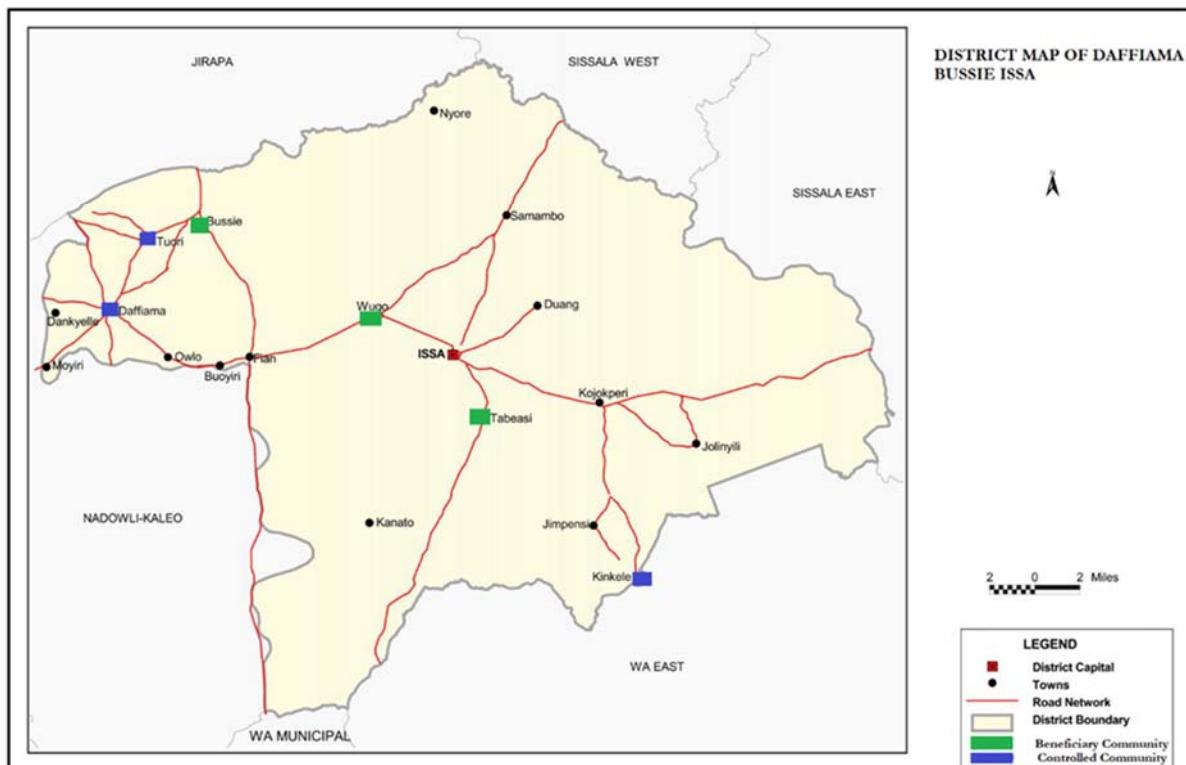 DISTRICT MAP OF DAFFIAMA
BUSSIE ISSA
JIRAPA
SISSALA WEST
Nyore
N
SISSALA EAST
Samambo
Bussie
Tuori
Wugo
Duang
Daffiama
Dankyelle
ISSA
Owlo
Fian
Moyiri
Buoyiri
Kojokperi
Tabeasi
Jolinyili
NADOWLI-KALEO
Kanato
Jimpensi
Kinkele
2 0 2 Miles
WA EAST
WA MUNICIPAL
LEGEND
District Capital
Towns
Road Network
District Boundary
Beneficiary Community
Controlled Community